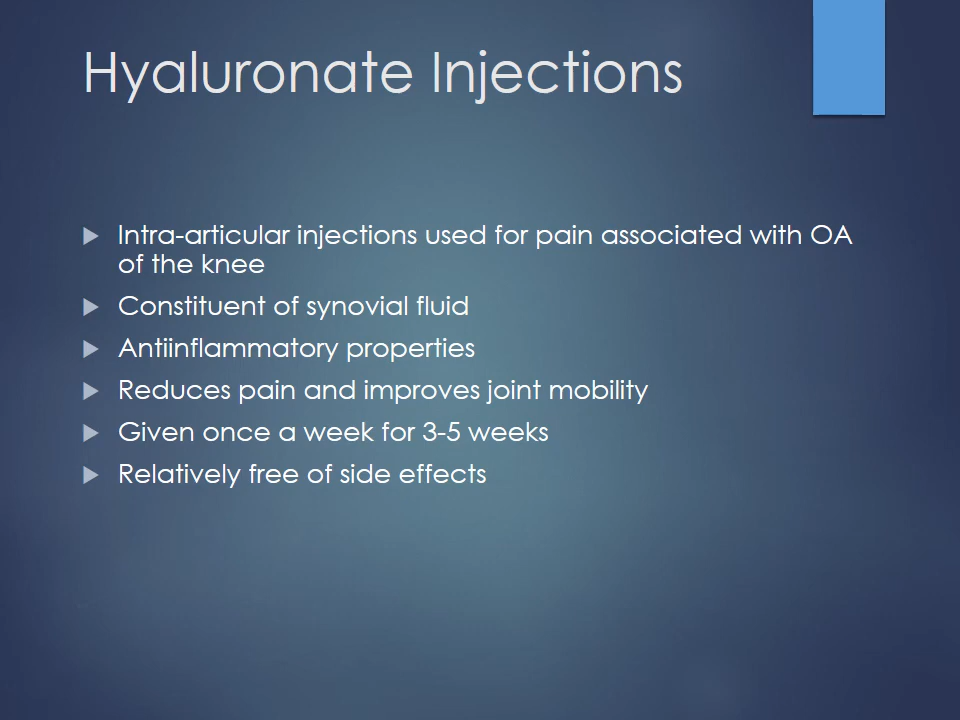 Hyaluronate Injections
Intra-articular injections used for pain associated with OA
of the knee
Constituent of synovial fluid
Antiinflammatory properties
Reduces pain and improves joint mobility
Given once a week for 3-5 weeks
Relatively free of side effects